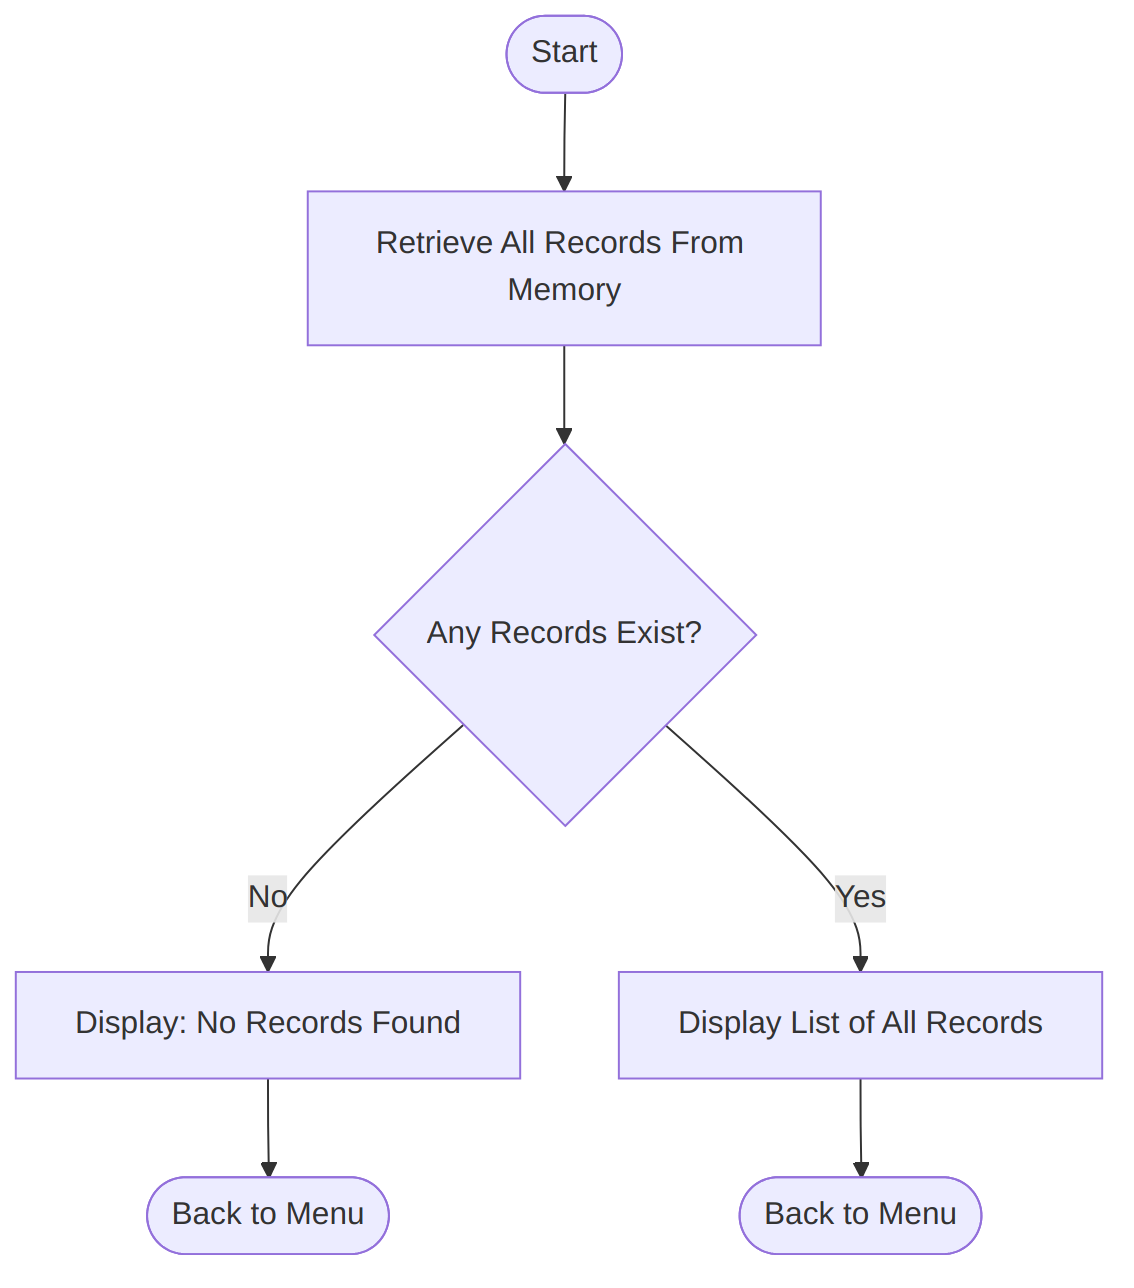 Start
Retrieve All Records From
Memory
Any Records Exist?
No
Yes
Display: No Records Found
Display List of All Records
Back to Menu
Back to Menu